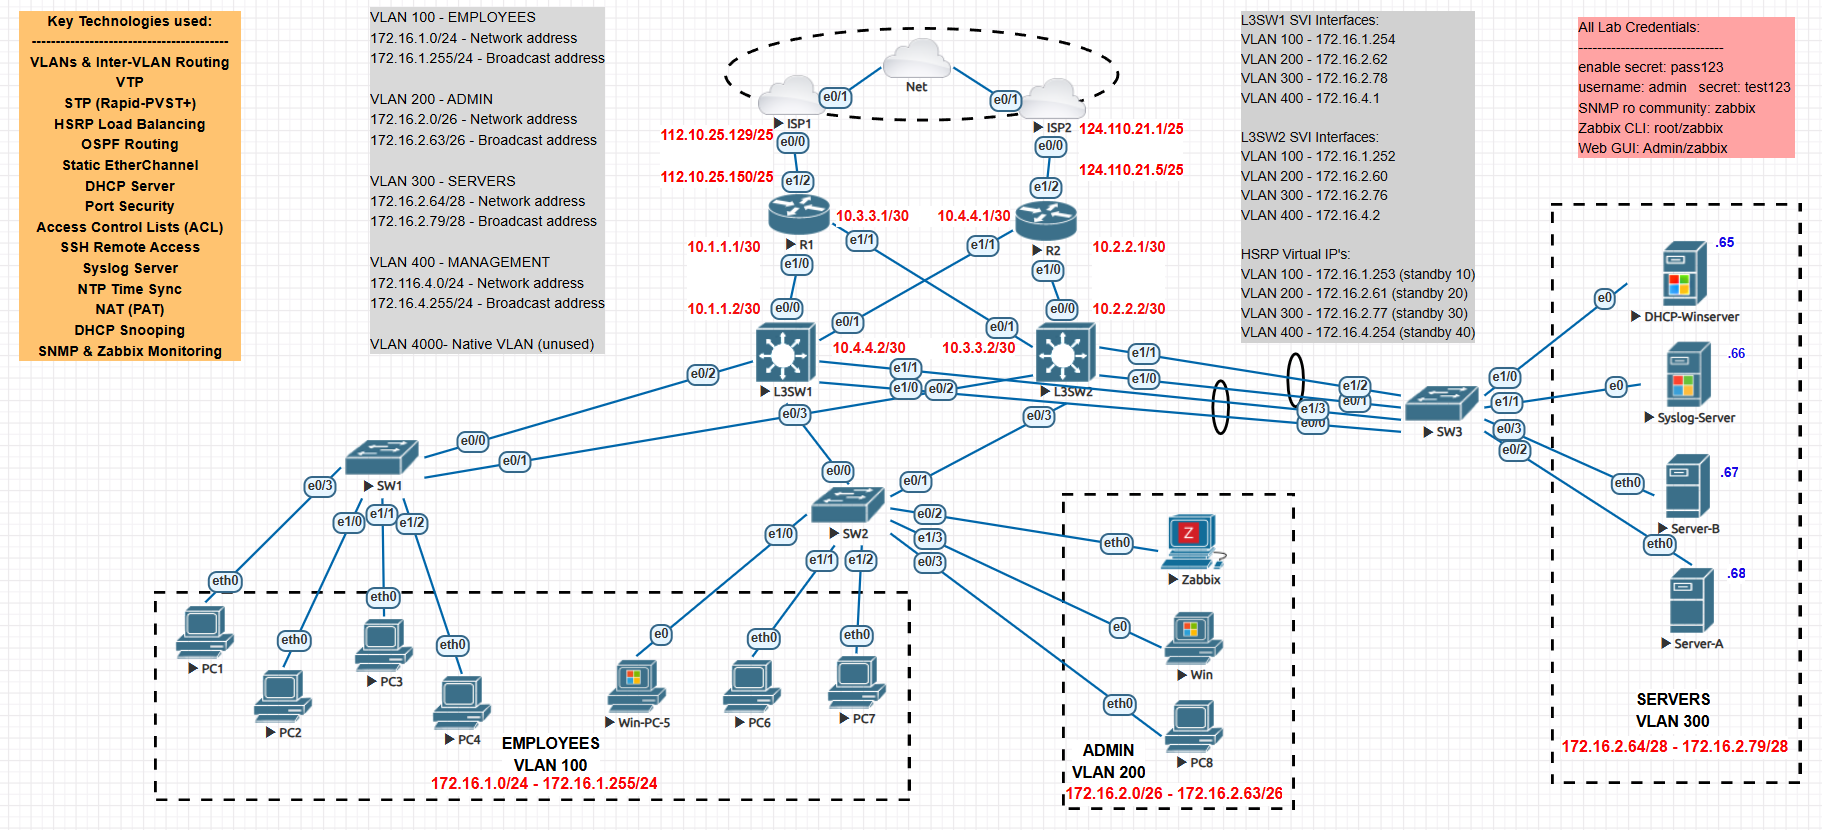 Key Technologies used:
-----------------------------------------
VLANs & Inter-VLAN Routing
VTP
STP (Rapid-PVST+)
HSRP Load Balancing
OSPF Routing
Static EtherChannel
DHCP Server
Port Security
Access Control Lists (ACL)
SSH Remote Access
Syslog Server
NTP Time Sync
NAT (PAT)
DHCP Snooping
SNMP & Zabbix Monitoring
VLAN 100 - EMPLOYEES
172.16.1.0/24 - Network address
172.16.1.255/24 - Broadcast address
VLAN 200 - ADMIN
172.16.2.0/26 - Network address
172.16.2.63/26 - Broadcast address
VLAN 300 - SERVERS
172.16.2.64/28 - Network address
172.16.2.79/28 - Broadcast address
VLAN 400 - MANAGEMENT
172.116.4.0/24 - Network address
172.16.4.255/24 - Broadcast address
VLAN 4000- Native VLAN (unused)
L3SW1 SVI Interfaces:
VLAN 100 - 172.16.1.254
VLAN 200 - 172.16.2.62
VLAN 300 - 172.16.2.78
VLAN 400 - 172.16.4.1
L3SW2 SVI Interfaces:
VLAN 100 - 172.16.1.252
VLAN 200 - 172.16.2.60
VLAN 300 - 172.16.2.76
VLAN 400 - 172.16.4.2
HSRP Virtual IP's:
VLAN 100 - 172.16.1.253 (standby 10)
VLAN 200 - 172.16.2.61 (standby 20)
VLAN 300 - 172.16.2.77 (standby 30)
VLAN 400 - 172.16.4.254 (standby 40)
All Lab Credentials:
------------------------------
enable secret: pass123
username: admin secret: test123
SNMP ro community: zabbix
Zabbix CLI: root/zabbix
Web GUI: Admin/zabbix
Net
e0/1
e0/1
ISP1
ISP2
112.10.25.129/25
124.110.21.1/25
e0/0
e0/0
112.10.25.150/25
124.110.21.5/25
e1/2
e1/2
10.3.3.1/30
10.4.4.1/30
R1
R2
e1/1
e1/1
10.1.1.1/30
10.2.2.1/30
e1/0
e1/0
10.1.1.2/30
10.2.2.2/30
e0/0
e0/0
e0/1
e0/1
10.4.4.2/30
10.3.3.2/30
L3SW1
L3SW2
e0/2
e1/1
e1/0
e0/2
e1/1
e1/0
e0/3
e0/3
e1/2
e0/1
e1/3
e0/0
SW3
e1/0
e1/1
e0/3
e0/2
e0
.65
DHCP-Winserver
e0
.66
Syslog-Server
eth0
.67
Server-B
eth0
.68
Server-A
SERVERS
VLAN 300
172.16.2.64/28 - 172.16.2.79/28
e0/0
e0/1
SW1
e0/3
e1/0
e1/1
e1/2
e0/0
e0/1
SW2
e0/2
e1/3
e0/3
e1/0
e1/1
e1/2
eth0
PC1
eth0
PC2
eth0
PC3
eth0
PC4
e0
Win-PC-5
eth0
PC6
eth0
PC7
EMPLOYEES
VLAN 100
172.16.1.0/24 - 172.16.1.255/24
eth0
Z
Zabbix
e0
Win
eth0
PC8
ADMIN
VLAN 200
172.16.2.0/26 - 172.16.2.63/26